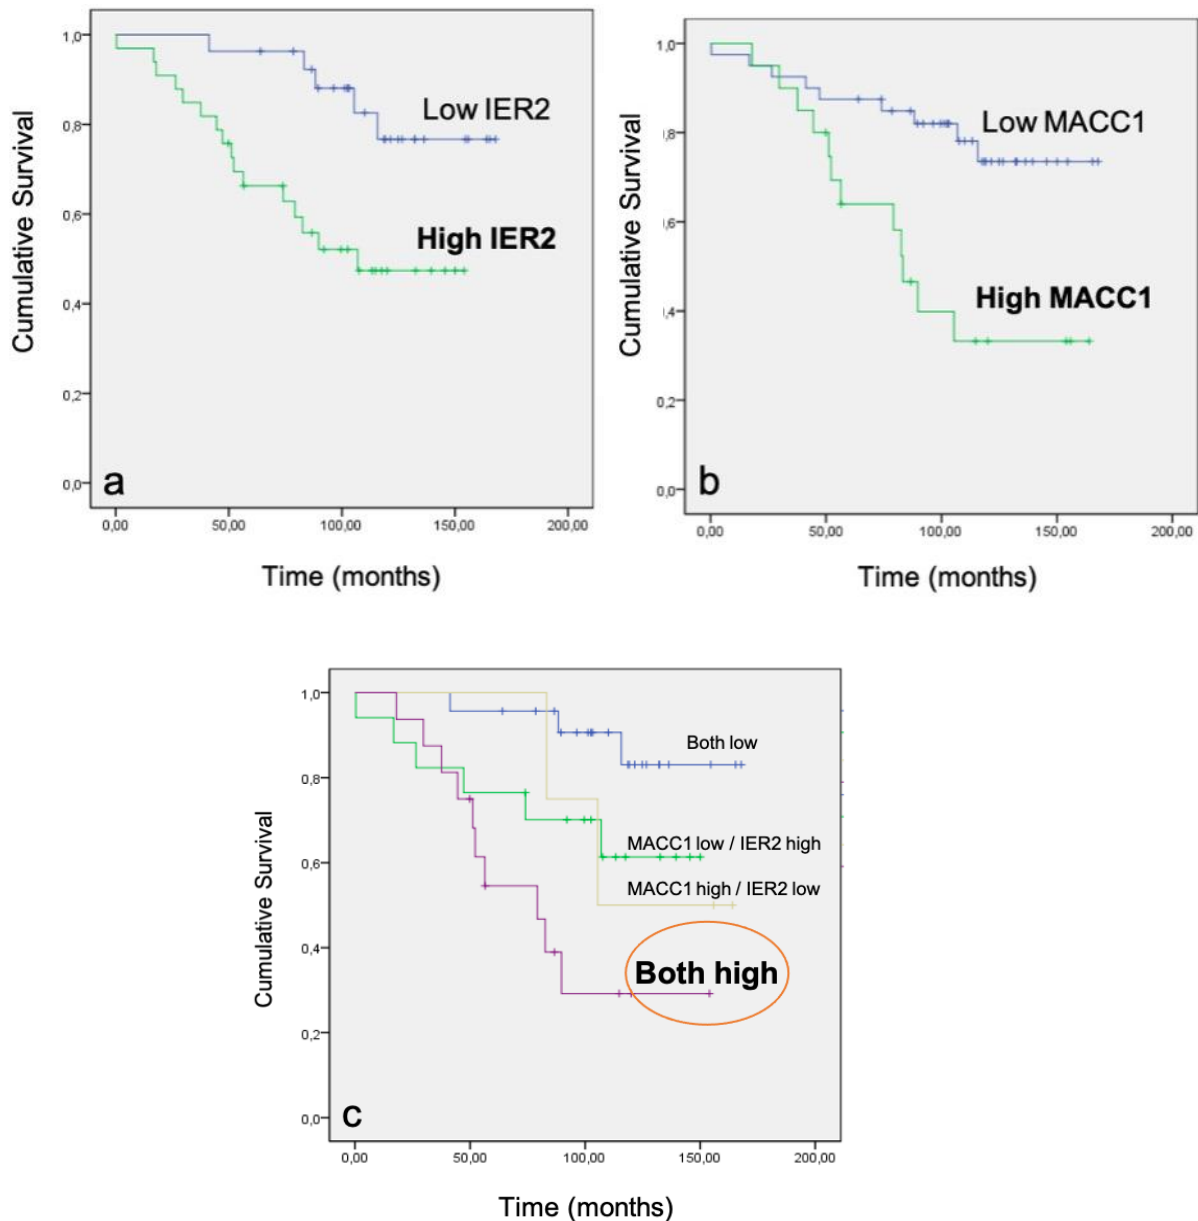 1,0
0,8
0,6
0,4
0,2
0,0
Cumulative Survival
Low IER2
High IER2
a
0,00 50,00 100,00 150,00 200,00
Time (months)
1,0
0,8
,6
,4
0,2
0,0
Cumulative Survival
Low MACC1
High MACC1
b
0,00 50,00 100,00 150,00 200,00
Time (months)
1,0
0,8
0,6
0,4
0,2
0,0
Cumulative Survival
Both low
MACC1 low / IER2 high
MACC1 high / IER2 low
Both high
c
0,00 50,00 100,00 150,00 200,00
Time (months)